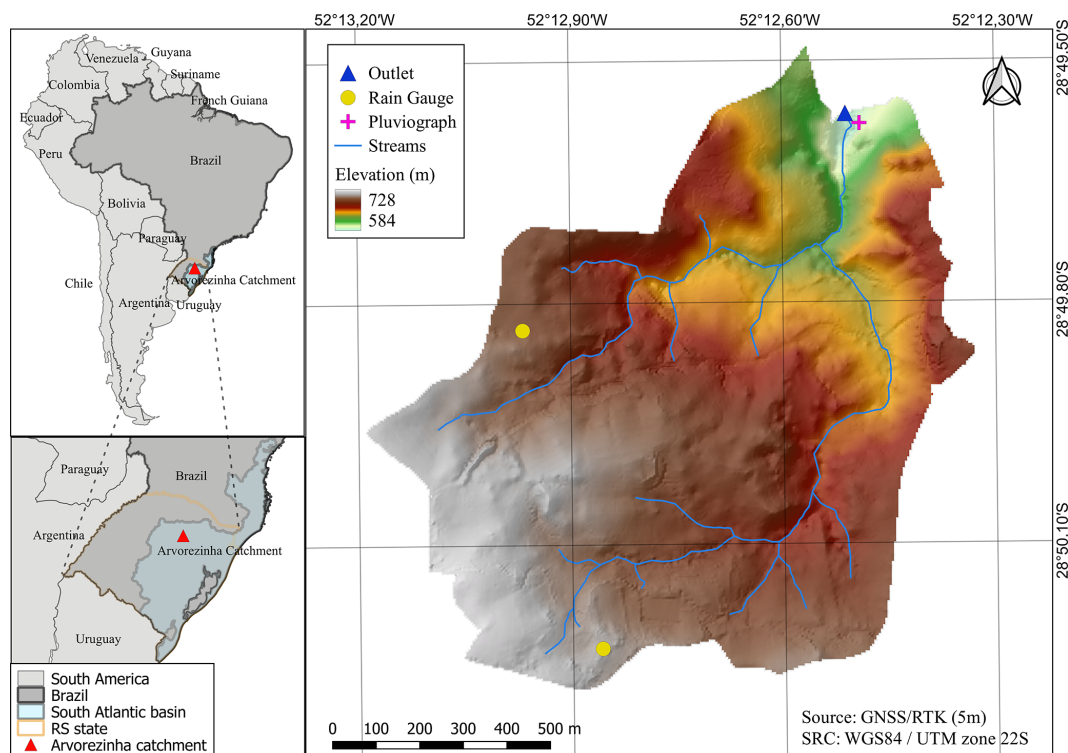 52°13,20'W 52°12,90'W 52°12,60'W 52°12,30'W
28°49.50'S
28°49.80'S
28°50.10'S
Venezuela
Guyana
Suriname
Colombia
French Guiana
Ecuador
Peru
Brazil
Bolivia
Paraguay
Chile
Arvorezinha Catchment
Argentina
Uruguay
Outlet
Rain Gauge
Pluviograph
Streams
Elevation (m)
728
584
Paraguay
Brazil
Argentina
Arvorezinha Catchment
Uruguay
South America
Brazil
South Atlantic basin
RS state
Arvorezinha catchment
0 100 200 300 400 500 m
Source: GNSS/RTK (5m)
SRC: WGS84 / UTM zone 22S